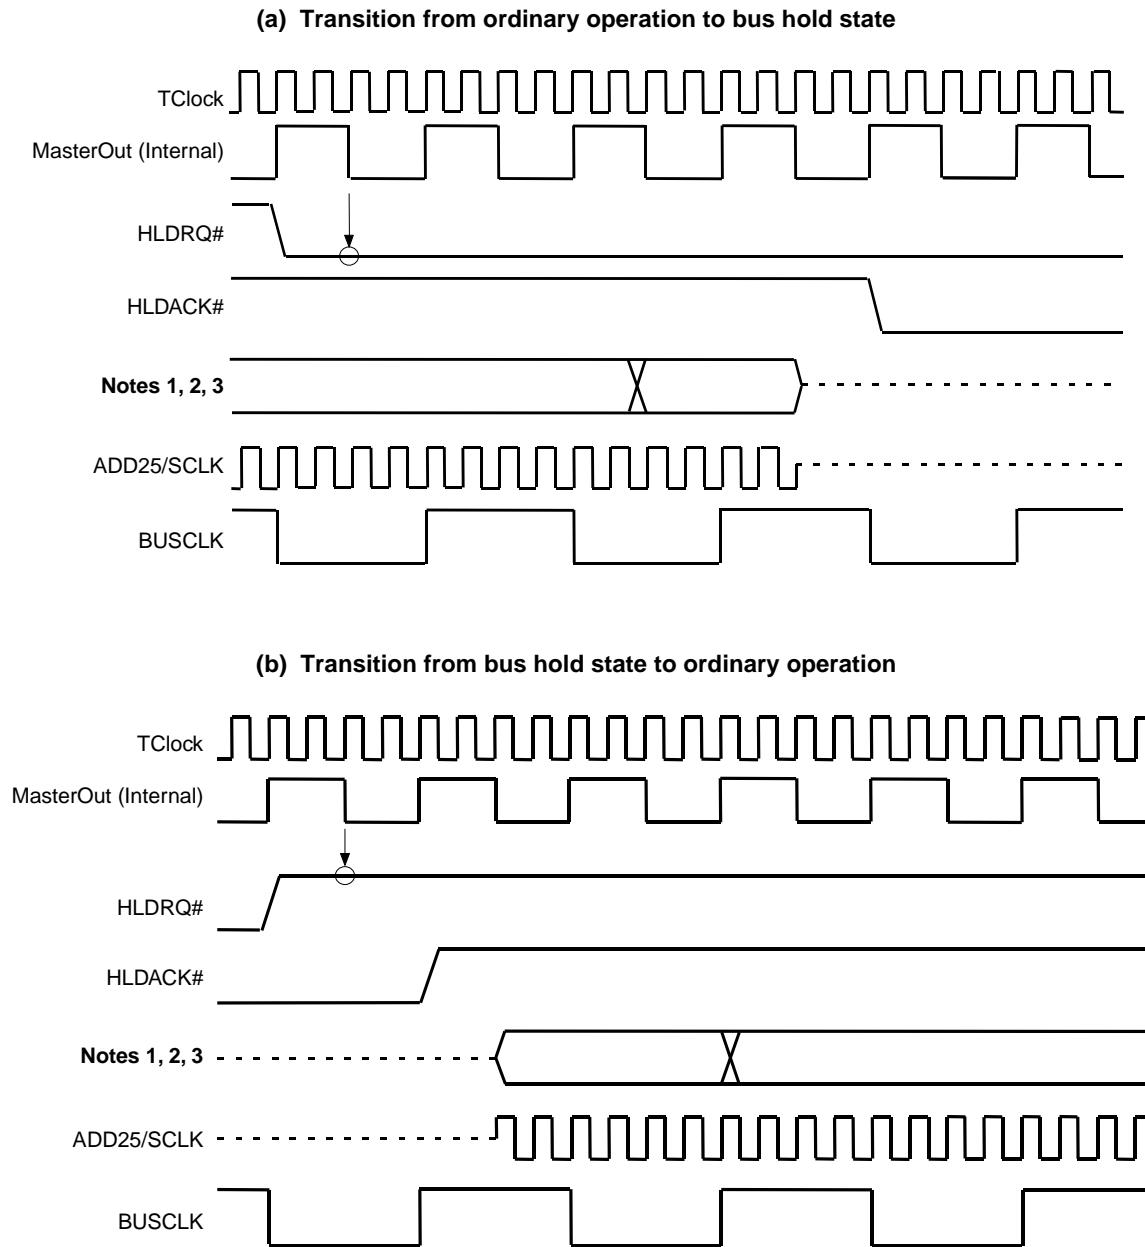 (a) Transition from ordinary operation to bus hold state
TClock
MasterOut (Internal)
HLDRQ#
HLDACK#
Notes 1, 2, 3
ADD25/SCLK
BUSCLK
(b) Transition from bus hold state to ordinary operation
TClock
MasterOut (Internal)
HLDRQ#
HLDACK#
Notes 1, 2, 3
ADD25/SCLK
BUSCLK